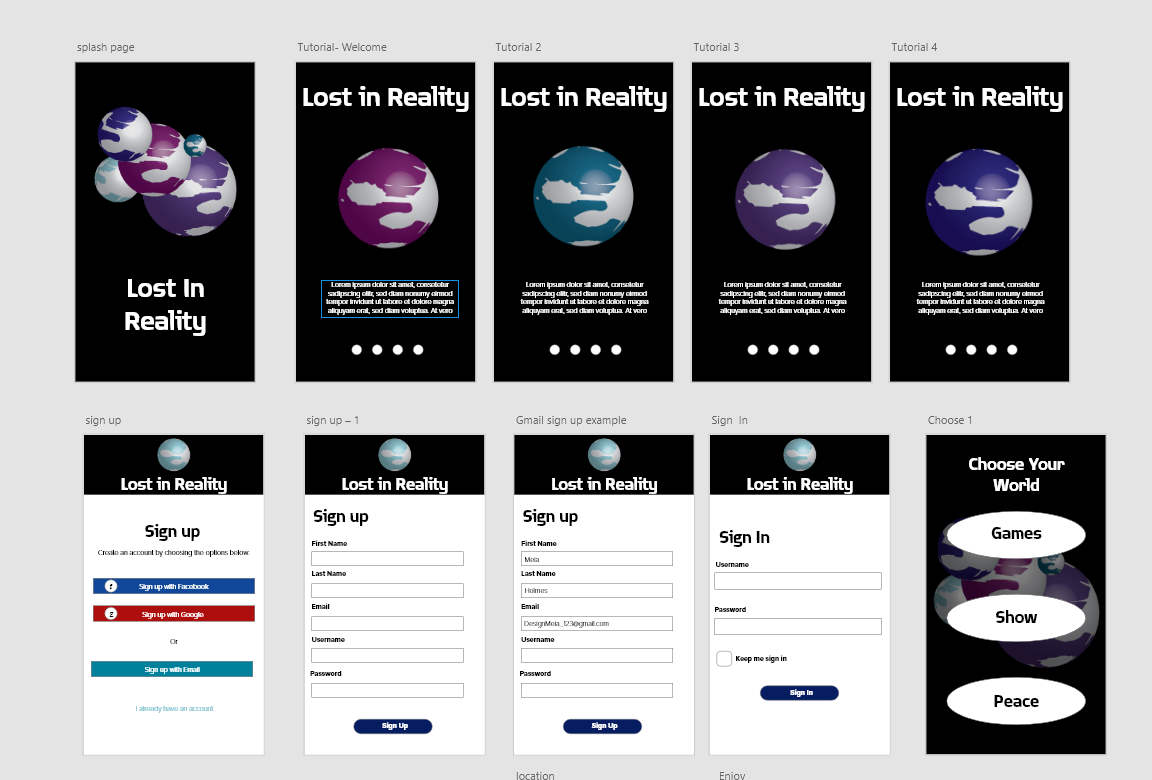 splash page
Lost In
Reality
Tutorial- Welcome
Lost in Reality
Lorem ipsum dolor sit amet, consetetur
sadipscing elitr, sed diam nonumy eirmod
tempor invidunt ut labore et dolore magna
aliquyam erat, sed diam voluptua. At vero
Tutorial 2
Lost in Reality
Lorem ipsum dolor sit amet, consetetur
sadipscing elitr, sed diam nonumy eirmod
tempor invidunt ut labore et dolore magna
aliquyam erat, sed diam voluptua. At vero
Tutorial 3
Lost in Reality
Lorem ipsum dolor sit amet, consetetur
sadipscing elitr, sed diam nonumy eirmod
tempor invidunt ut labore et dolore magna
aliquyam erat, sed diam voluptua. At vero
Tutorial 4
Lost in Reality
Lorem ipsum dolor sit amet, consetetur
sadipscing elitr, sed diam nonumy eirmod
tempor invidunt ut labore et dolore magna
aliquyam erat, sed diam voluptua. At vero
sign up
Lost in Reality
Sign up
Create an account by choosing the options below.
Sign up with Facebook
Sign up with Google
Or
Sign up with Email
I already have an account
sign up – 1
Lost in Reality
Sign up
First Name
Last Name
Email
Username
Password
Sign Up
Gmail sign up example
Lost in Reality
Sign up
First Name
Meia
Last Name
Holmes
Email
DesignMeia_123@gmail.com
Username
Password
Sign Up
Sign In
Lost in Reality
Sign In
Username
Password
Keep me sign in
Sign In
Choose 1
Choose Your
World
Games
Show
Peace
location
Enjoy